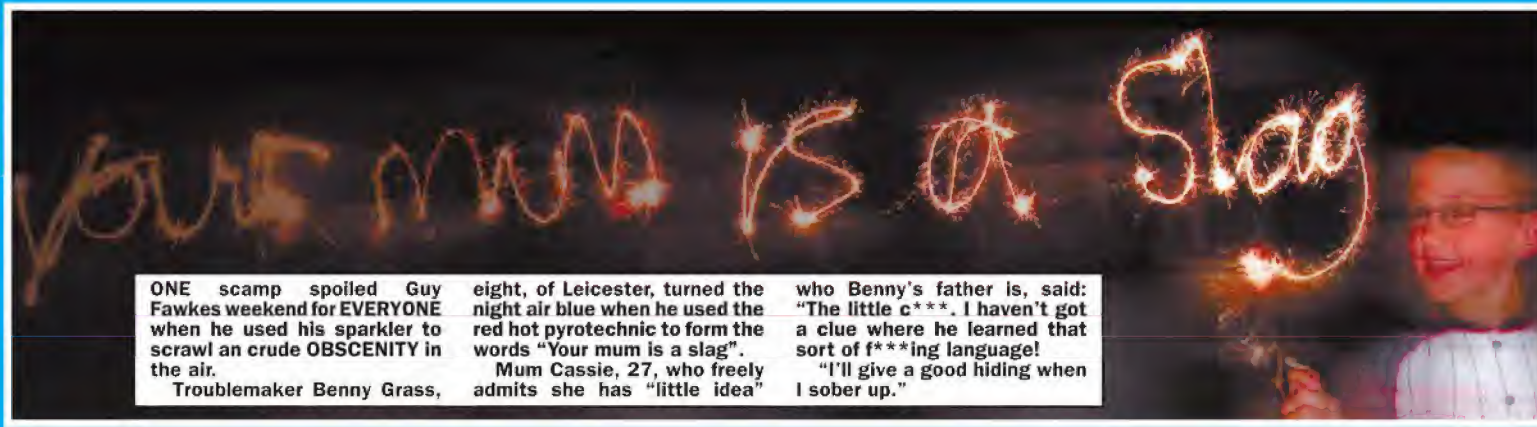 your mum is a slag
ONE scamp spoiled Guy
Fawkes weekend for EVERYONE
when he used his sparkler to
scrawl an crude OBSCENITY in
the air.
Troublemaker Benny Grass,
eight, of Leicester, turned the
night air blue when he used the
red hot pyrotechnic to form the
words "Your mum is a slag".
Mum Cassie, 27, who freely
admits she has "little idea"
who Benny's father is, said:
"The little c***. I haven't got
a clue where he learned that
sort of f***ing language!
"I'll give a good hiding when
I sober up."